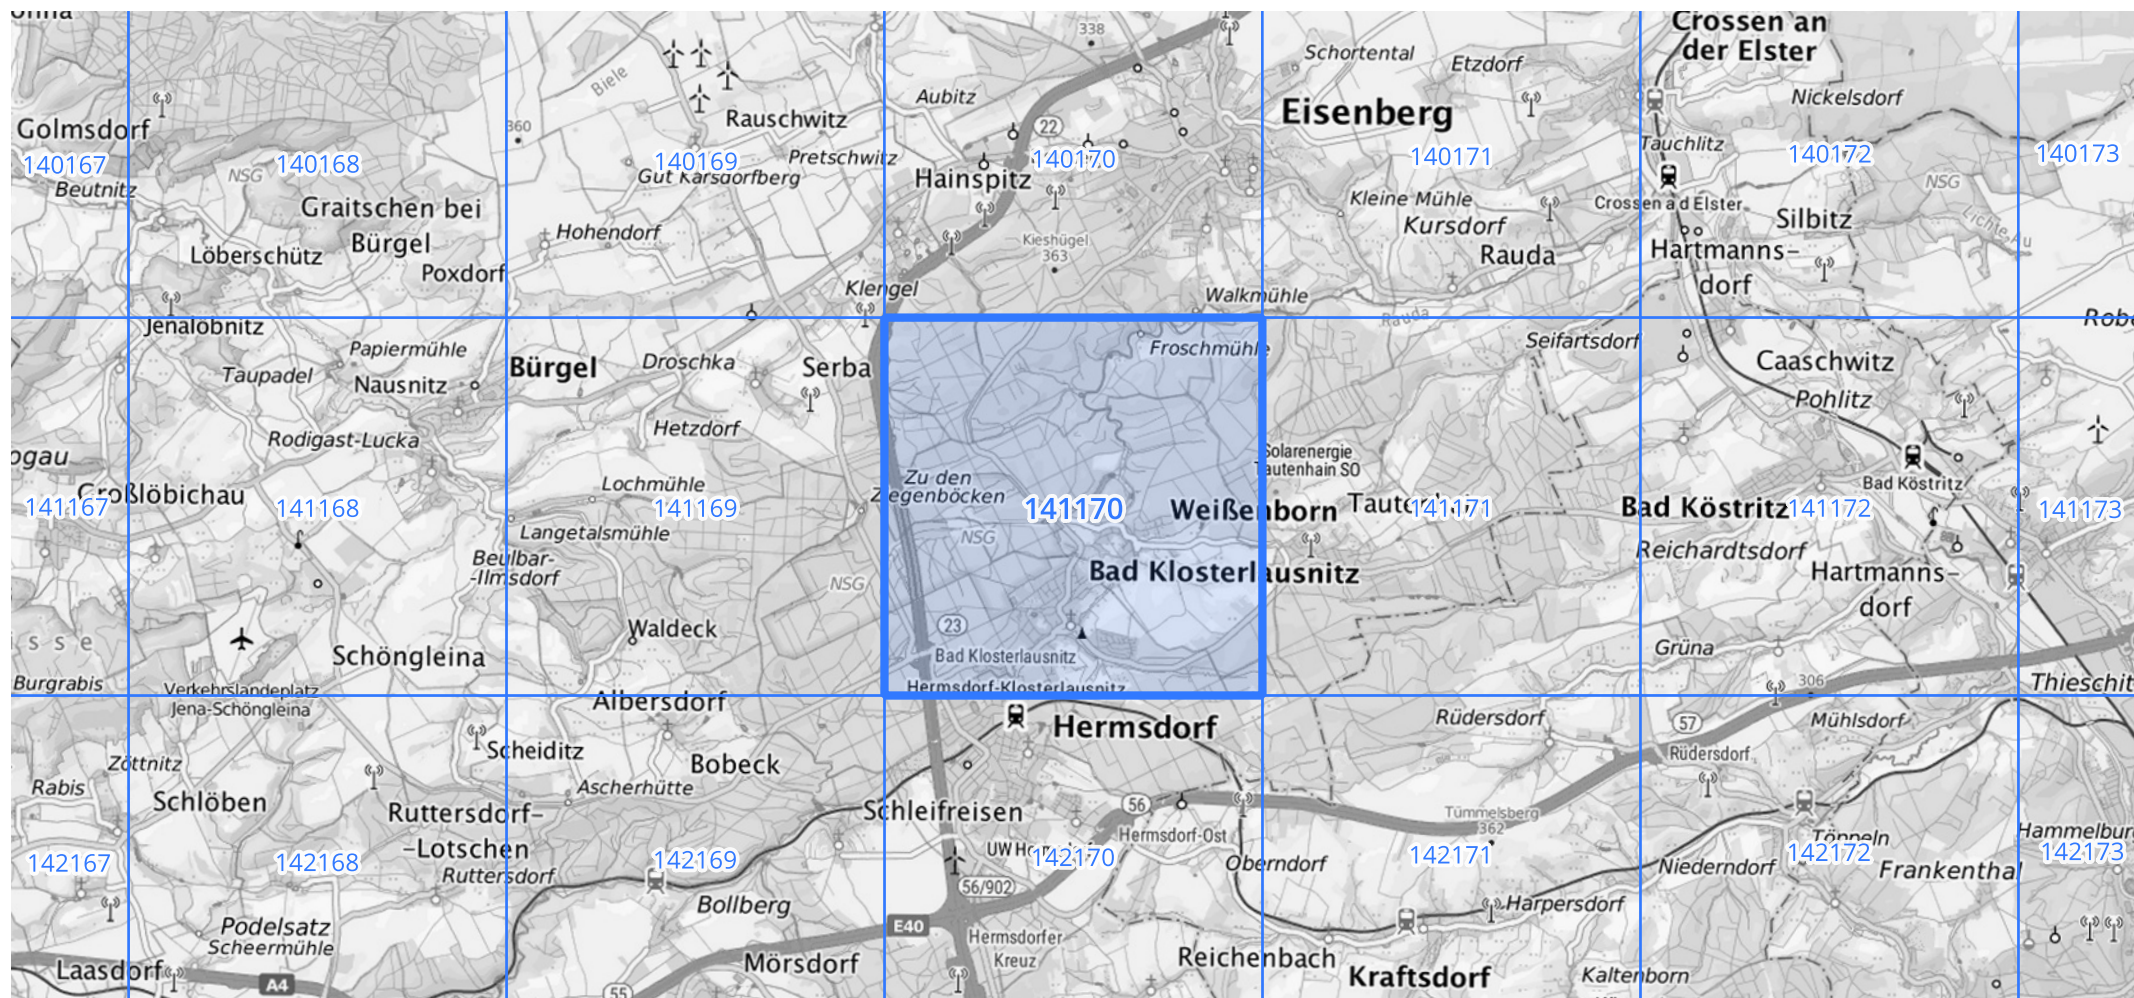 338
Crossen an
der Elster
Schortental
Etzdorf
Biele
Aubitz
Eisenberg
Nickelsdorf
Rauschwitz
Golmsdorf
360
22
Tauchlitz
140167
140168
140169
Pretschwitz
140170
140171
140172
140173
Beutnitz
NSG
Gut Karsdorfberg
Hainspitz
NSG
Graitschen bei
Bürgel
Kleine Mühle
Crossen a d Elster
Kursdorf
Silbitz
Lichte Au
Hohendorf
Kieshügel
363
Löberschütz
Rauda
Hartmanns-
dorf
Poxdorf
Klengel
Walkmühle
Rauda
Jenalöbnitz
Papiermühle
Froschmühle
Seifartsdorf
Taupadel
Nausnitz
Bürgel
Droschka
Serba
Caaschwitz
Pohlitz
Rodigast-Lucka
Hetzdorf
ogau
Solarenergie
Tautenhain SO
Großlöbichau
Lochmühle
Zu den
Ziegenböcken
Bad Köstritz
141167
141168
141169
141170
Weißenborn
141171
Bad Köstritz
141172
141173
Langetalsmühle
NSG
Reichardtsdorf
Beulbar-
-Ilmsdorf
NSG
Bad Klosterlausnitz
Hartmanns-
dorf
Waldeck
23
s s e
Schöngleina
Bad Klosterlausnitz
Grüna
Burgrabis
Verkehrslandeplatz
Jena-Schöngleina
Hermsdorf-Klosterlausnitz
306
Albersdorf
Hermsdorf
Rüdersdorf
57
Mühlsdorf
Zöttnitz
Scheiditz
Bobeck
Rüdersdorf
Rabis
Schlöben
Ascherhütte
Ruttersdorf-
-Lotschen
Schleifreisen
56
Tümmelsberg
362
Hermsdorf-Ost
Töppeln
142167
142168
142169
142170
Oberndorf
142171
142172
142173
Ruttersdorf
56/902
Niederndorf
Frankenthal
Podelsatz
Bollberg
E40
Harpersdorf
Scheermühle
Hermsdorfer
Kreuz
Laasdorf
A4
Mörsdorf
55
Reichenbach
Kraftsdorf
Kaltenborn